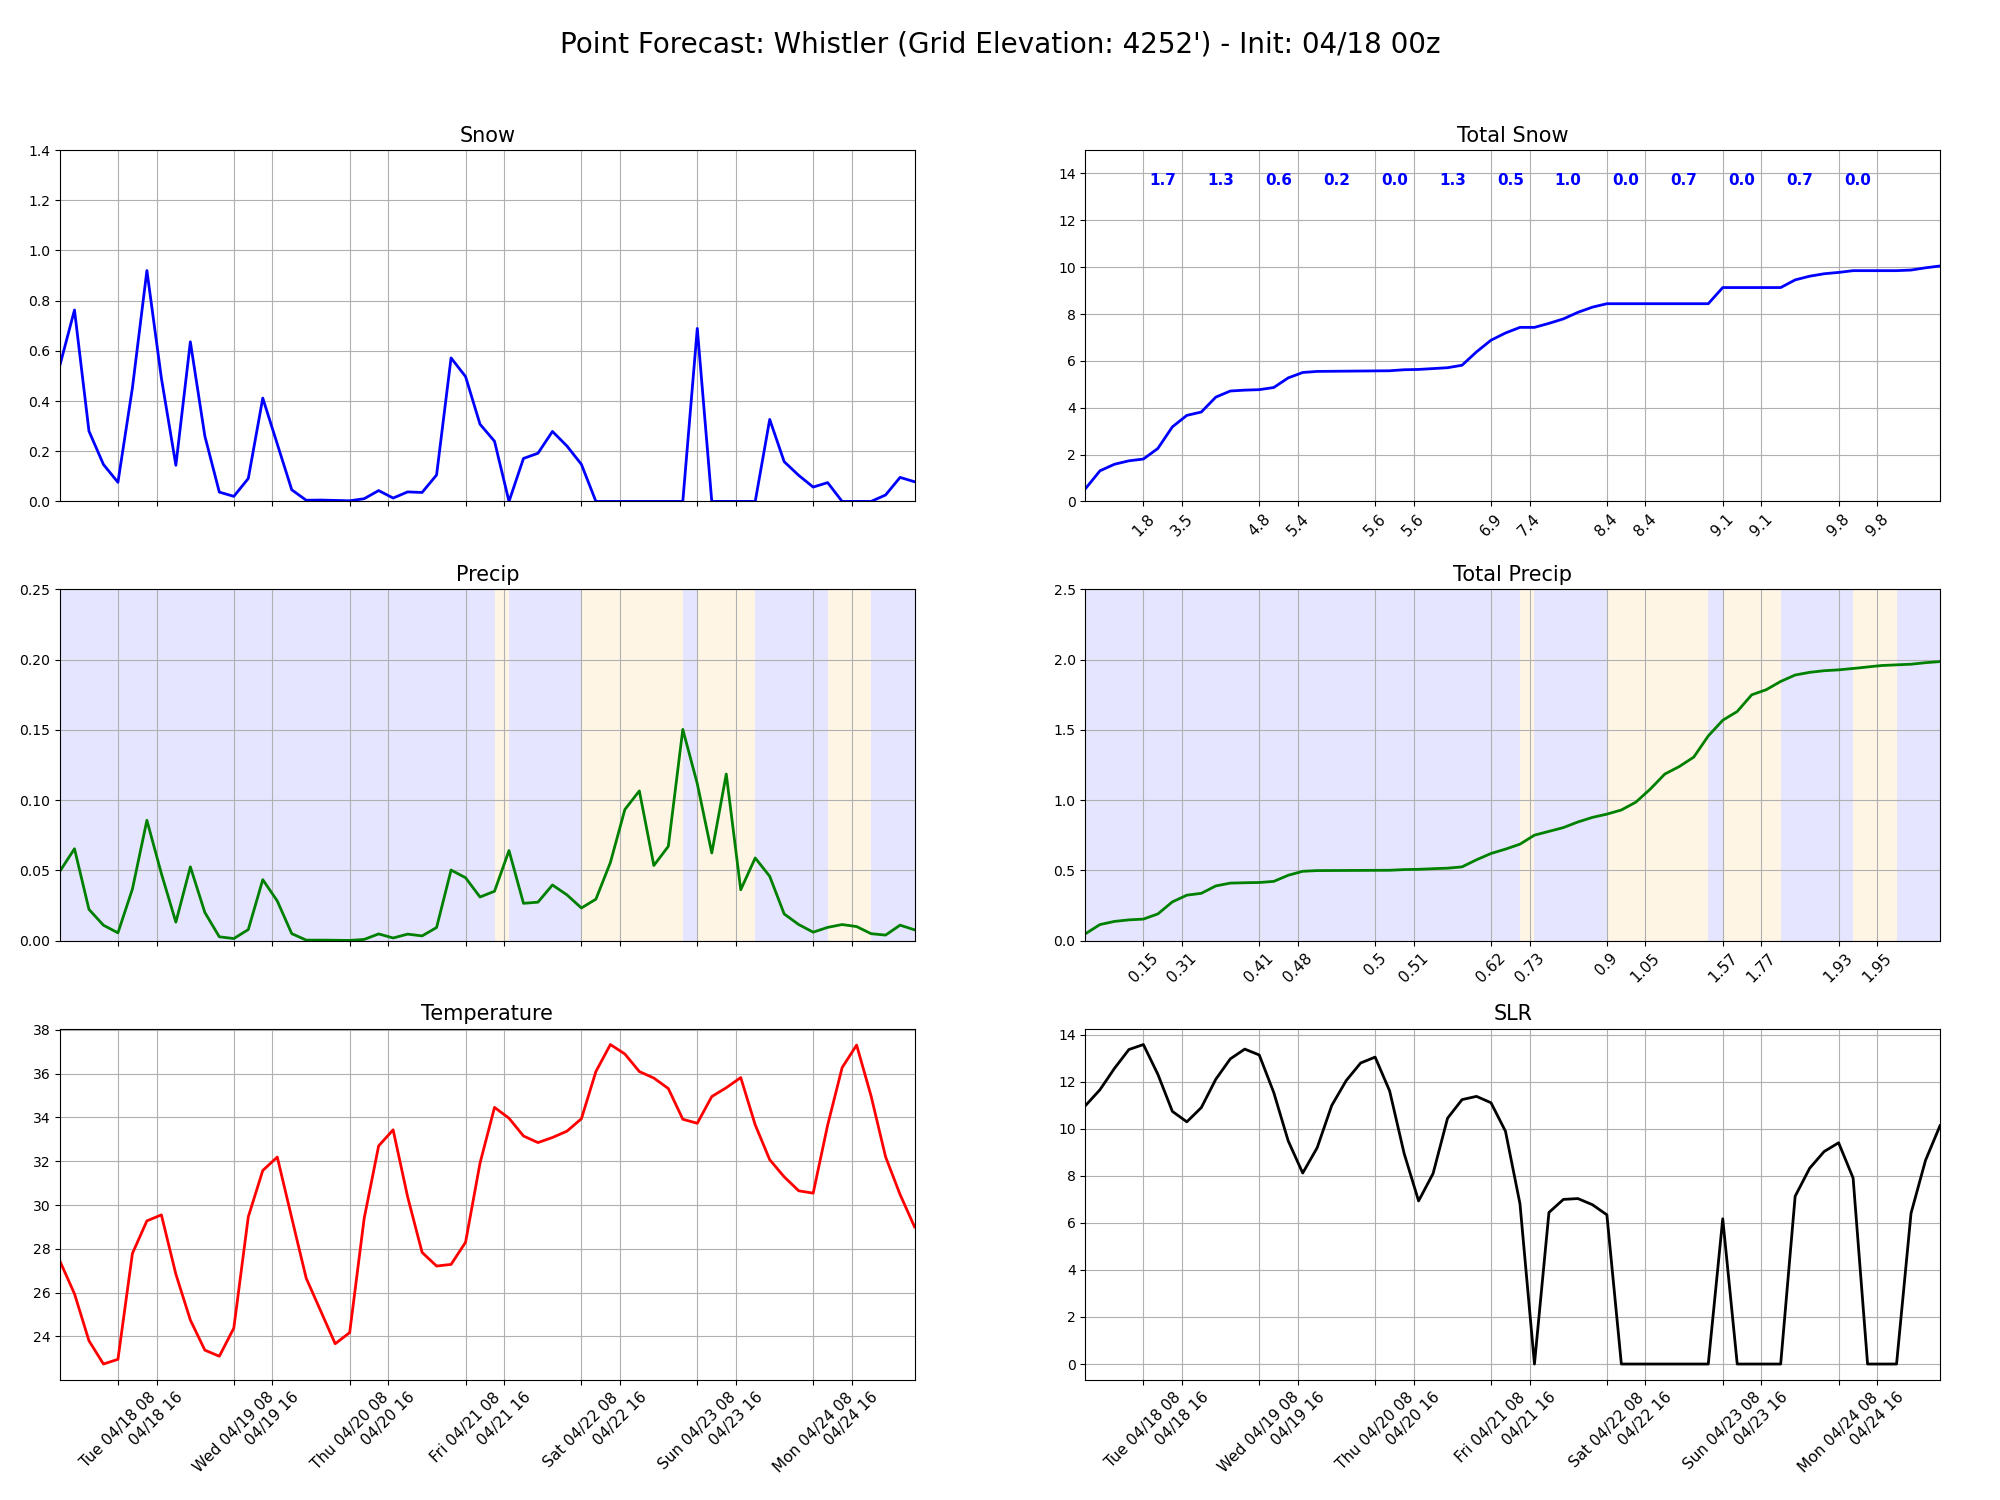 Point Forecast: Whistler (Grid Elevation: 4252') - Init: 04/18 00z
Snow
1.4
1.2
1.0
0.8
0.6
0.4
0.2
0.0
Total Snow
14
12
10
8
6
4
2
0
1.7 1.3 0.6 0.2 0.0 1.3 0.5 1.0 0.0 0.7 0.0 0.7 0.0
1.8 3.5 4.8 5.4 5.6 5.6 6.9 7.4 8.4 8.4 9.1 9.1 9.8 9.8
Precip
0.25
0.20
0.15
0.10
0.05
0.00
Total Precip
2.5
2.0
1.5
1.0
0.5
0.0
0.15 0.31 0.41 0.48 0.5 0.51 0.62 0.73 0.9 1.05 1.57 1.77 1.93 1.95
Temperature
38
36
34
32
30
28
26
24
Tue 04/18 08
04/18 16
Wed 04/19 08
04/19 16
Thu 04/20 08
04/20 16
Fri 04/21 08
04/21 16
Sat 04/22 08
04/22 16
Sun 04/23 08
04/23 16
Mon 04/24 08
04/24 16
SLR
14
12
10
8
6
4
2
0
Tue 04/18 08
04/18 16
Wed 04/19 08
04/19 16
Thu 04/20 08
04/20 16
Fri 04/21 08
04/21 16
Sat 04/22 08
04/22 16
Sun 04/23 08
04/23 16
Mon 04/24 08
04/24 16